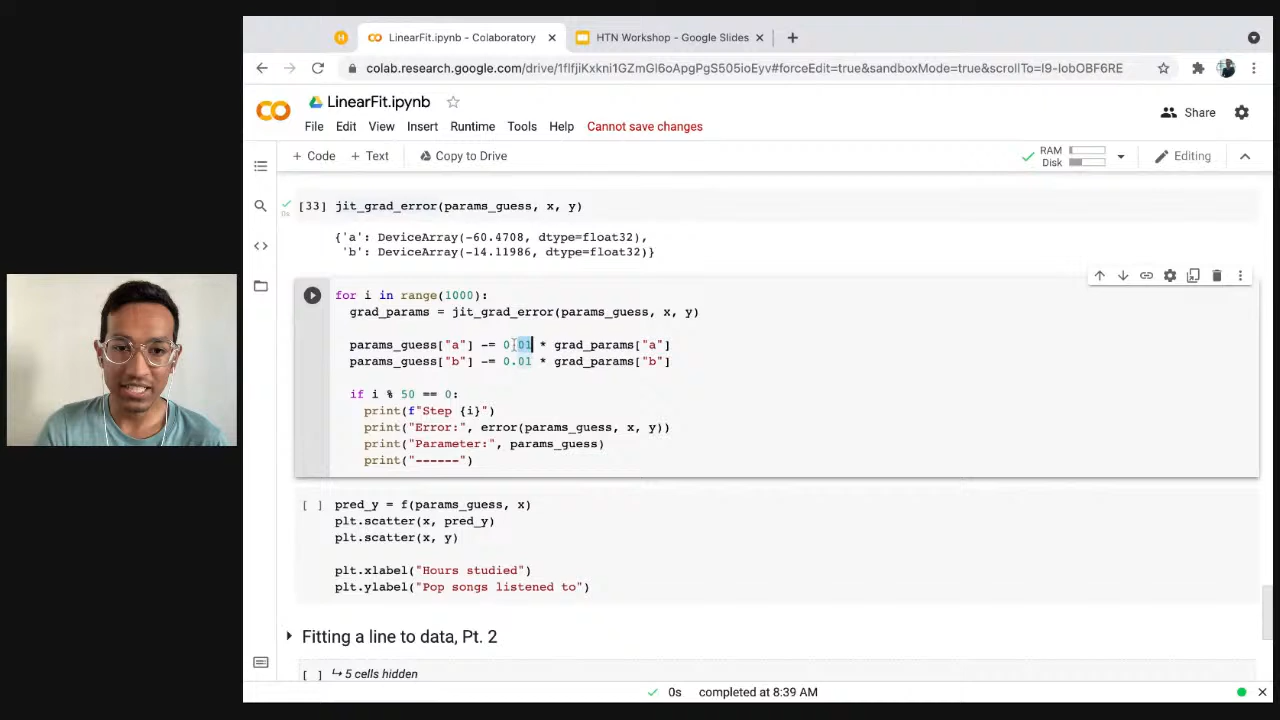 H
LinearFit.ipynb - Colaboratory
HTN Workshop - Google Slides
colab.research.google.com/drive/1flfjiKxkni1GZmGl6oApgPgS505ioEyv#forceEdit=true&sandboxMode=true&scrollTo=I9-IobOBF6RE
LinearFit.ipynb
Share
File Edit View Insert Runtime Tools Help Cannot save changes
+ Code + Text Copy to Drive
RAM
Disk
Editing
[33] jit_grad_error(params_guess, x, y)
0s
{'a': DeviceArray(-60.4708, dtype=float32),
'b': DeviceArray(-14.11986, dtype=float32)}
for i in range(1000):
grad_params = jit_grad_error(params_guess, x, y)
params_guess["a"] -= 0.01 * grad_params["a"]
params_guess["b"] -= 0.01 * grad_params["b"]
if i % 50 == 0:
print(f"Step {i}")
print("Error:", error(params_guess, x, y))
print("Parameter:", params_guess)
print("------")
[ ] pred_y = f(params_guess, x)
plt.scatter(x, pred_y)
plt.scatter(x, y)
plt.xlabel("Hours studied")
plt.ylabel("Pop songs listened to")
Fitting a line to data, Pt. 2
[ ] ↳ 5 cells hidden
0s completed at 8:39 AM